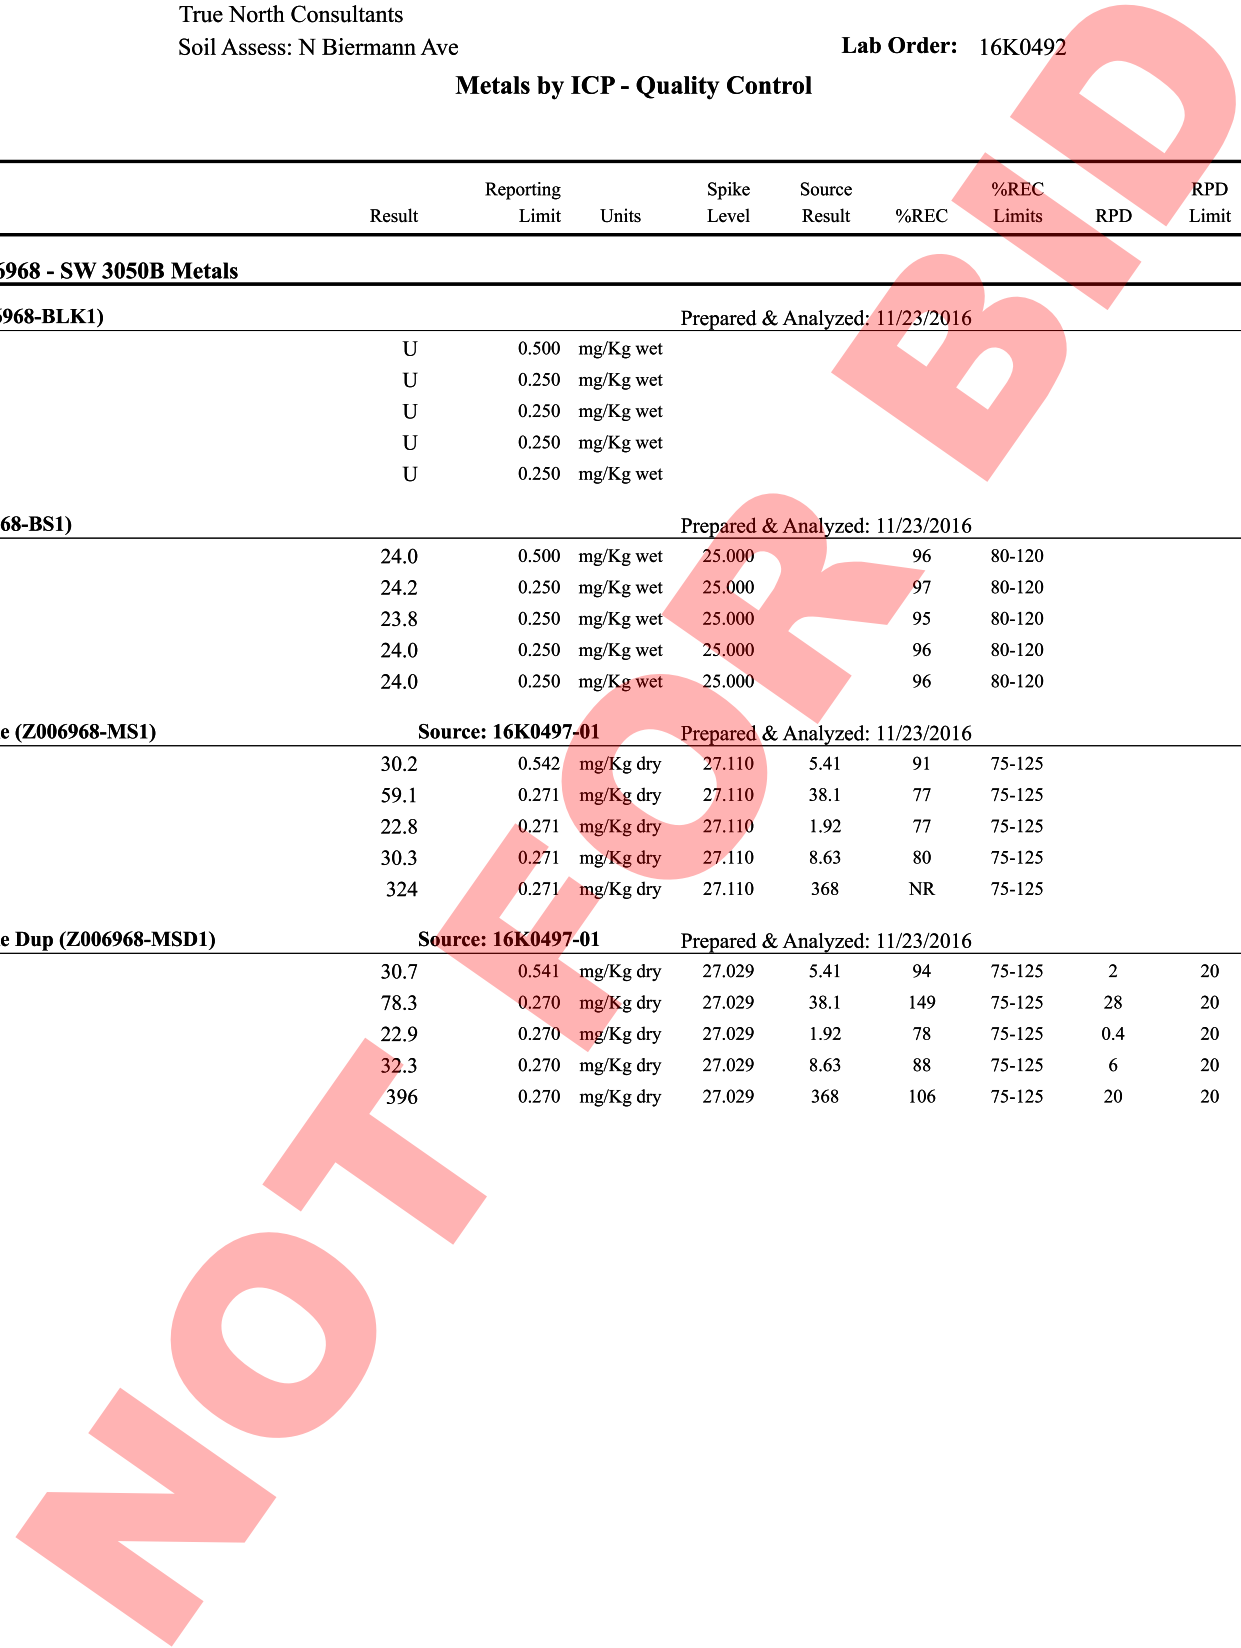 True North Consultants
Soil Assess: N Biermann Ave Lab Order: 16K0492
Metals by ICP - Quality Control
Reporting Spike Source %REC RPD
Result Limit Units Level Result %REC Limits RPD Limit
6968 - SW 3050B Metals
6968-BLK1) Prepared & Analyzed: 11/23/2016
U 0.500 mg/Kg wet
U 0.250 mg/Kg wet
U 0.250 mg/Kg wet
U 0.250 mg/Kg wet
U 0.250 mg/Kg wet
68-BS1) Prepared & Analyzed: 11/23/2016
24.0 0.500 mg/Kg wet 25.000 96 80-120
24.2 0.250 mg/Kg wet 25.000 97 80-120
23.8 0.250 mg/Kg wet 25.000 95 80-120
24.0 0.250 mg/Kg wet 25.000 96 80-120
24.0 0.250 mg/Kg wet 25.000 96 80-120
e (Z006968-MS1) Source: 16K0497-01 Prepared & Analyzed: 11/23/2016
30.2 0.542 mg/Kg dry 27.110 5.41 91 75-125
59.1 0.271 mg/Kg dry 27.110 38.1 77 75-125
22.8 0.271 mg/Kg dry 27.110 1.92 77 75-125
30.3 0.271 mg/Kg dry 27.110 8.63 80 75-125
324 0.271 mg/Kg dry 27.110 368 NR 75-125
e Dup (Z006968-MSD1) Source: 16K0497-01 Prepared & Analyzed: 11/23/2016
30.7 0.541 mg/Kg dry 27.029 5.41 94 75-125 2 20
78.3 0.270 mg/Kg dry 27.029 38.1 149 75-125 28 20
22.9 0.270 mg/Kg dry 27.029 1.92 78 75-125 0.4 20
32.3 0.270 mg/Kg dry 27.029 8.63 88 75-125 6 20
396 0.270 mg/Kg dry 27.029 368 106 75-125 20 20
NOT FOR BID